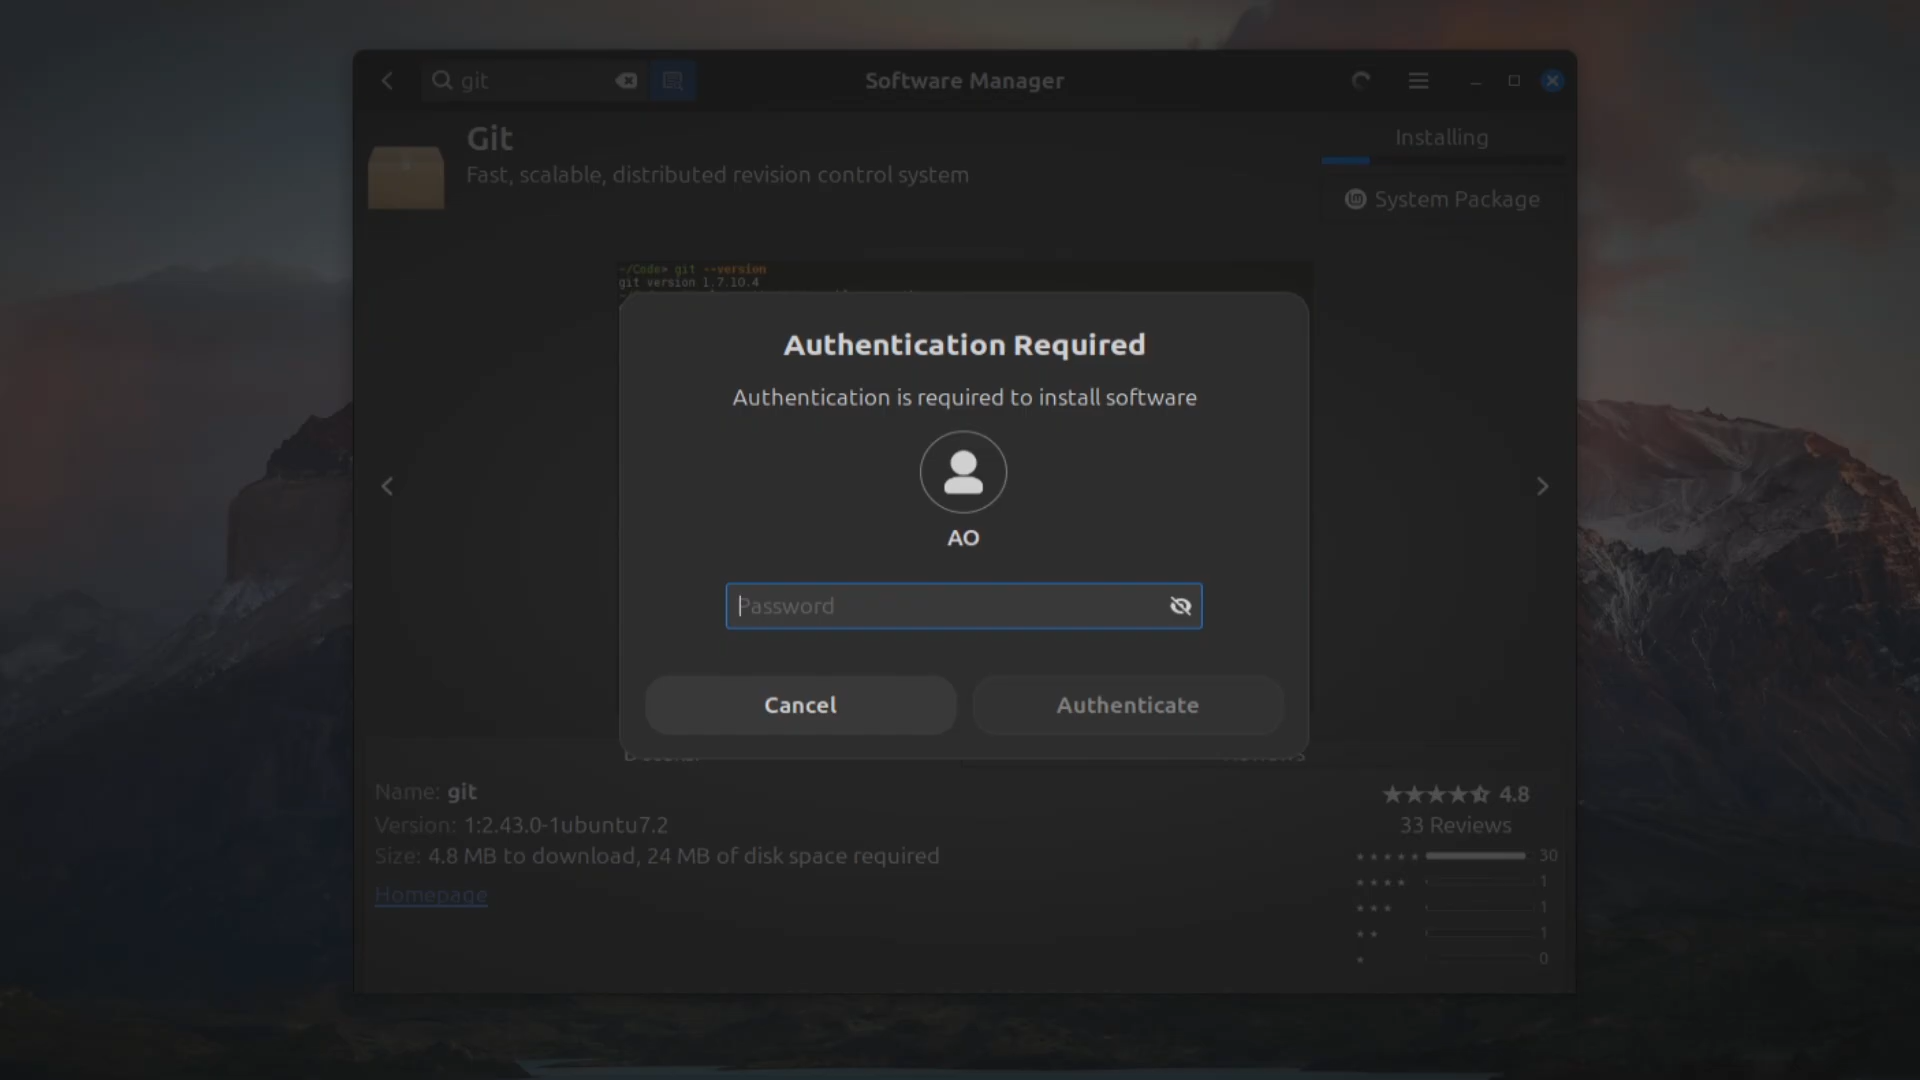 git
Software Manager
Git
Fast, scalable, distributed revision control system
Installing
System Package
~/Code> git --version
git version 1.7.10.4
Authentication Required
Authentication is required to install software
AO
Password
Cancel
Authenticate
Name: git
Version: 1:2.43.0-1ubuntu7.2
Size: 4.8 MB to download, 24 MB of disk space required
Homepage
4.8
33 Reviews
30
1
1
1
0